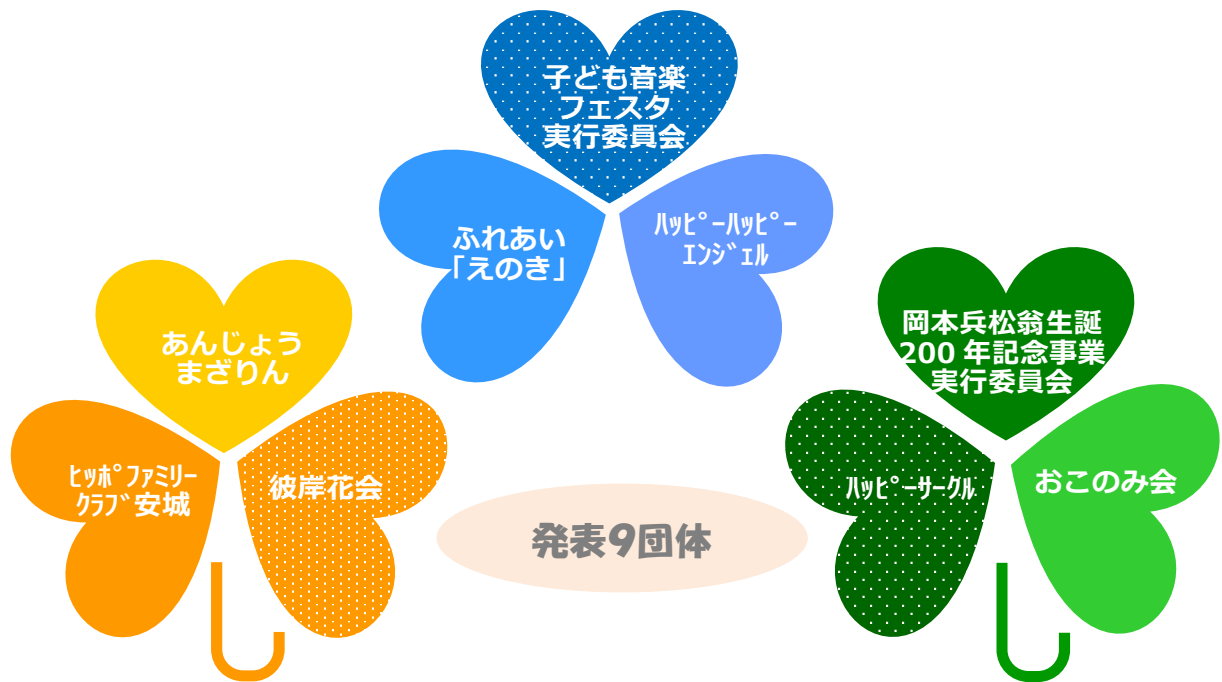 子ども音楽
フェスタ
実行委員会
ふれあい
「えのき」
ﾊｯﾋﾟｰﾊｯﾋﾟｰ
ｴﾝｼﾞｪﾙ
あんじょう
まざりん
ﾋｯﾎﾟﾌｧﾐﾘｰ
ｸﾗﾌﾞ安城
彼岸花会
岡本兵松翁生誕
200 年記念事業
実行委員会
ﾊｯﾋﾟｰｻｰｸﾙ
おこのみ会
発表9団体